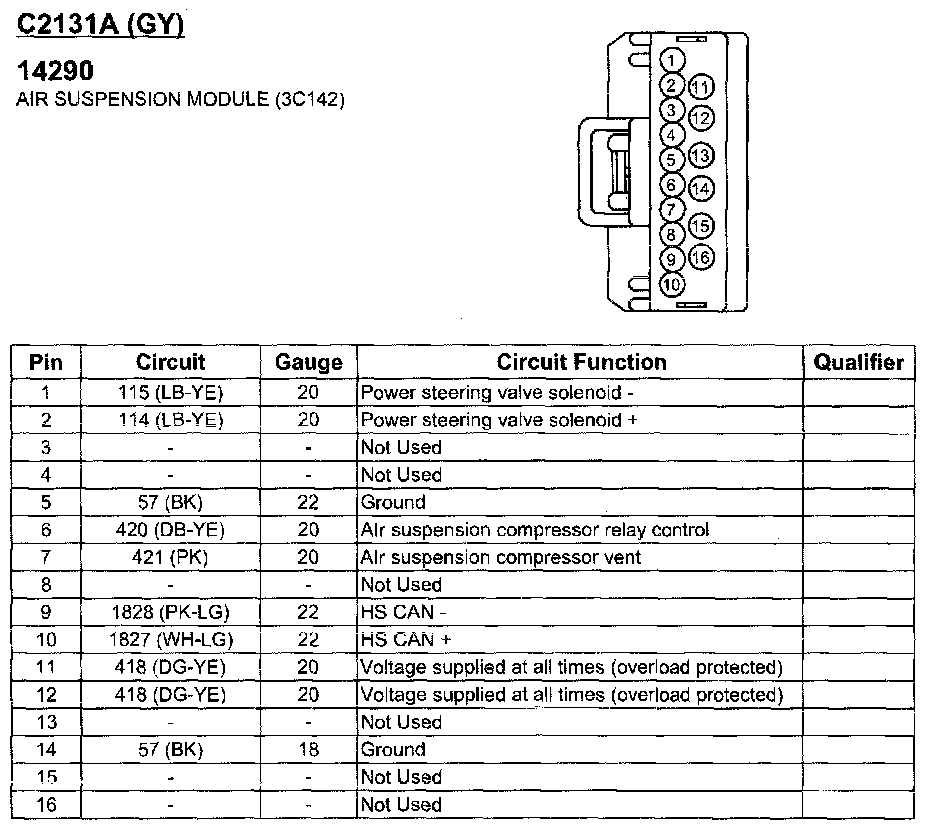 C2131A (GY)
14290
AIR SUSPENSION MODULE (3C142)
1
2 11
3
12
4
5 13
6
14
7
15
8
9 16
10
Pin Circuit Gauge Circuit Function Qualifier
1 115 (LB-YE) 20 Power steering valve solenoid -
2 114 (LB-YE) 20 Power steering valve solenoid +
3 - - Not Used
4 - - Not Used
5 57 (BK) 22 Ground
6 420 (DB-YE) 20 Air suspension compressor relay control
7 421 (PK) 20 Air suspension compressor vent
8 - - Not Used
9 1828 (PK-LG) 22 HS CAN -
10 1827 (WH-LG) 22 HS CAN +
11 418 (DG-YE) 20 Voltage supplied at all times (overload protected)
12 418 (DG-YE) 20 Voltage supplied at all times (overload protected)
13 - - Not Used
14 57 (BK) 18 Ground
15 - - Not Used
16 - - Not Used